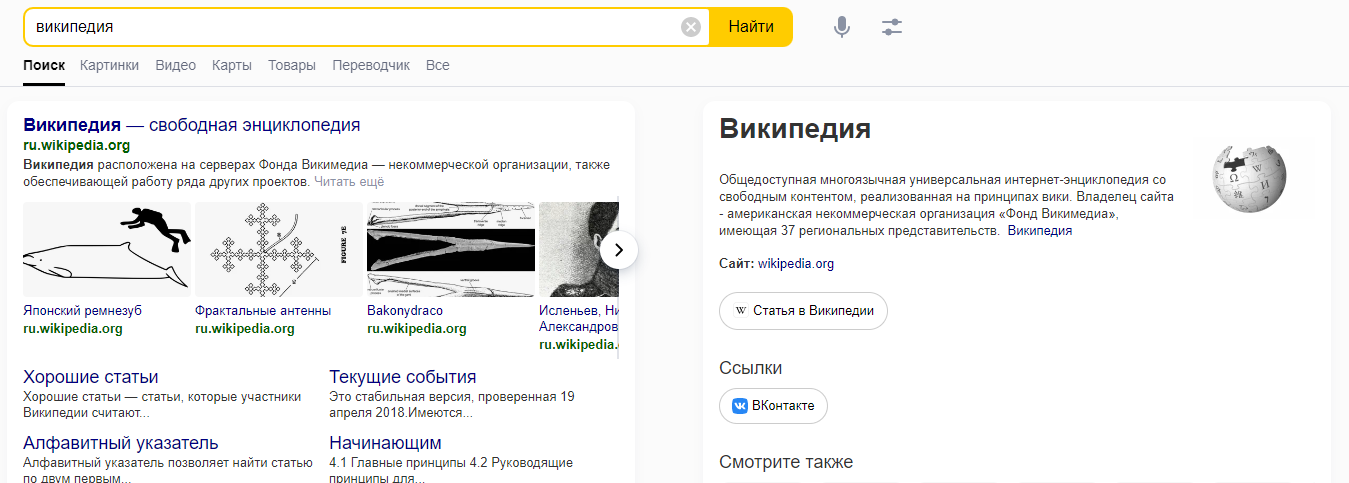 википедия
Найти
Поиск Картинки Видео Карты Товары Переводчик Все
Википедия — свободная энциклопедия
ru.wikipedia.org
Википедия расположена на серверах Фонда Викимедиа — некоммерческой организации, также
обеспечивающей работу ряда других проектов. Читать ещё
FIGURE 7E
Японский ремнезуб
ru.wikipedia.org
Фрактальные антенны
ru.wikipedia.org
Bakonydraco
ru.wikipedia.org
Исленьев, Ни
Александров
ru.wikipedia.
Хорошие статьи
Хорошие статьи — статьи, которые участники
Википедии считают...
Текущие события
Это стабильная версия, проверенная 19
апреля 2018.Имеются...
Алфавитный указатель
Алфавитный указатель позволяет найти статью
по двум первым...
Начинающим
4.1 Главные принципы 4.2 Руководящие
принципы для...
Википедия
Общедоступная многоязычная универсальная интернет-энциклопедия со
свободным контентом, реализованная на принципах вики. Владелец сайта
- американская некоммерческая организация «Фонд Викимедиа»,
имеющая 37 региональных представительств. Википедия
Сайт: wikipedia.org
W Статья в Википедии
Ссылки
ВКонтакте
Смотрите также